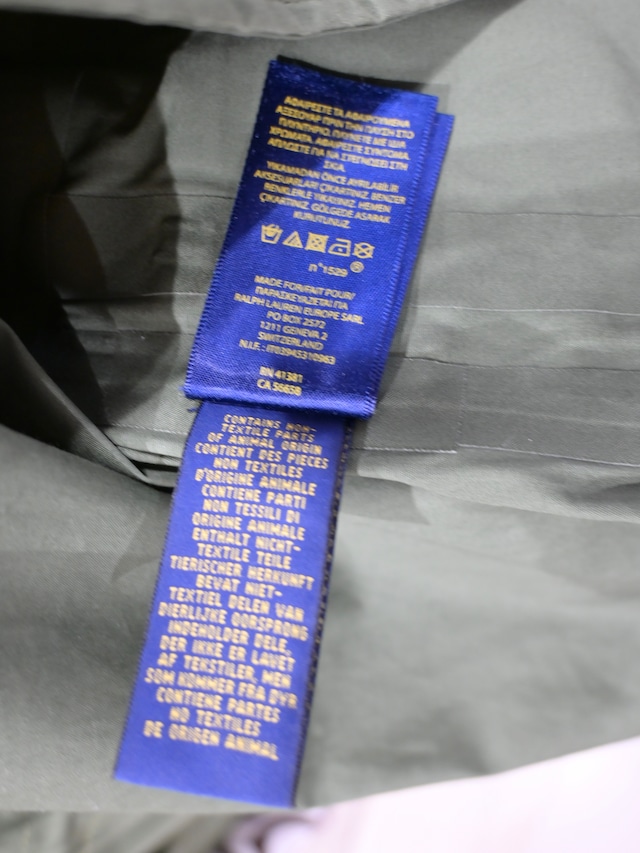 ΑΦΑΙΡΕΣΤΕ ΤΑ ΑΦΑΙΡΟΥΜΕΝΑ
ΑΞΕΣΟΥΑΡ ΠΡΙΝ ΤΗΝ ΠΛΥΣΗ ΣΤΟ
ΠΛΥΝΤΗΡΙΟ. ΠΛΥΝΕΤΕ ΜΕ ΙΔΙΑ
ΧΡΩΜΑΤΑ. ΑΦΑΙΡΕΣΤΕ ΣΥΝΤΟΜΑ.
ΑΠΛΩΣΤΕ ΓΙΑ ΝΑ ΣΤΕΓΝΩΣΕΙ ΣΤΗ
ΣΚΙΑ.
YIKAMADAN ÖNCE AYRILABİLİR
AKSESUARLARI ÇIKARTINIZ. BENZER
RENKLERLE YIKAYINIZ. HEMEN
ÇIKARTINIZ. GÖLGEDE ASARAK
KURUTUNUZ.
n°1529 ®
MADE FOR/FAIT POUR/
ΠΑΡΑΣΚΕΥΑΖΕΤΑΙ ΓΙΑ
RALPH LAUREN EUROPE SARL
PO BOX 2572
1211 GENEVA 2
SWITZERLAND
N.I.F. : IT03945310963
RN 41381
CA 56658
CONTAINS NON-
TEXTILE PARTS
OF ANIMAL ORIGIN
CONTIENT DES PIECES
NON TEXTILES
D'ORIGINE ANIMALE
CONTIENE PARTI
NON TESSILI DI
ORIGINE ANIMALE
ENTHALT NICHT-
TEXTILE TEILE
TIERISCHER HERKUNFT
BEVAT NIET-
TEXTIEL DELEN VAN
DIERLIJKE OORSPRONG
INDEHOLDER DELE,
DER IKKE ER LAVET
AF TEKSTILER, MEN
SOM KOMMER FRA DYR
CONTIENE PARTES
NO TEXTILES
DE ORIGEN ANIMAL